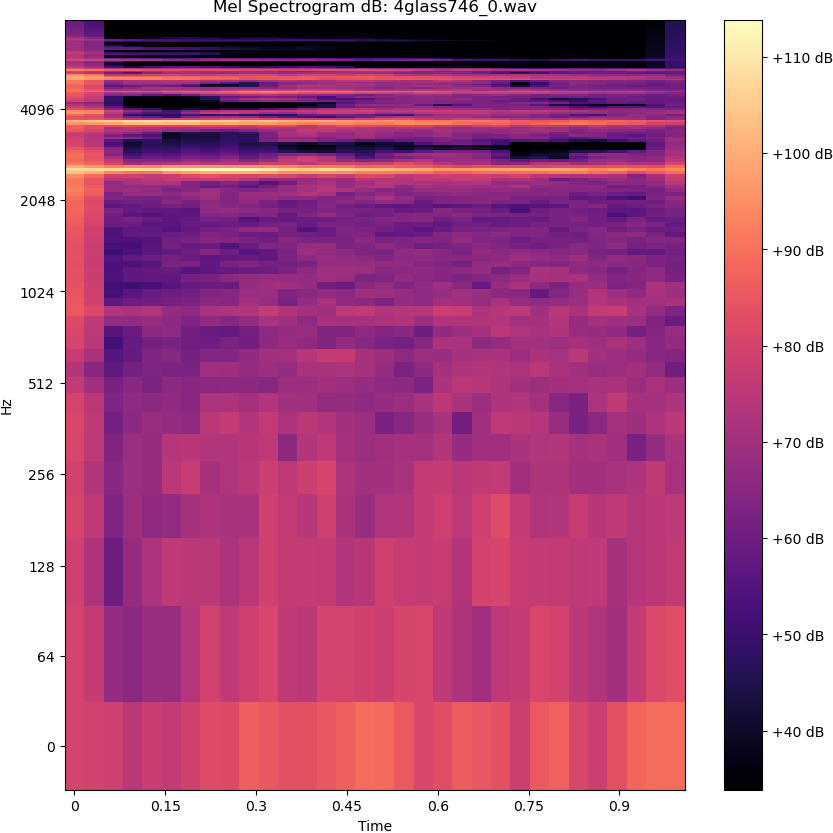 Mel Spectrogram dB: 4glass746_0.wav
+110 dB
4096
+100 dB
2048
+90 dB
1024
+80 dB
512
Hz
+70 dB
256
+60 dB
128
+50 dB
64
+40 dB
0
0 0.15 0.3 0.45 0.6 0.75 0.9
Time